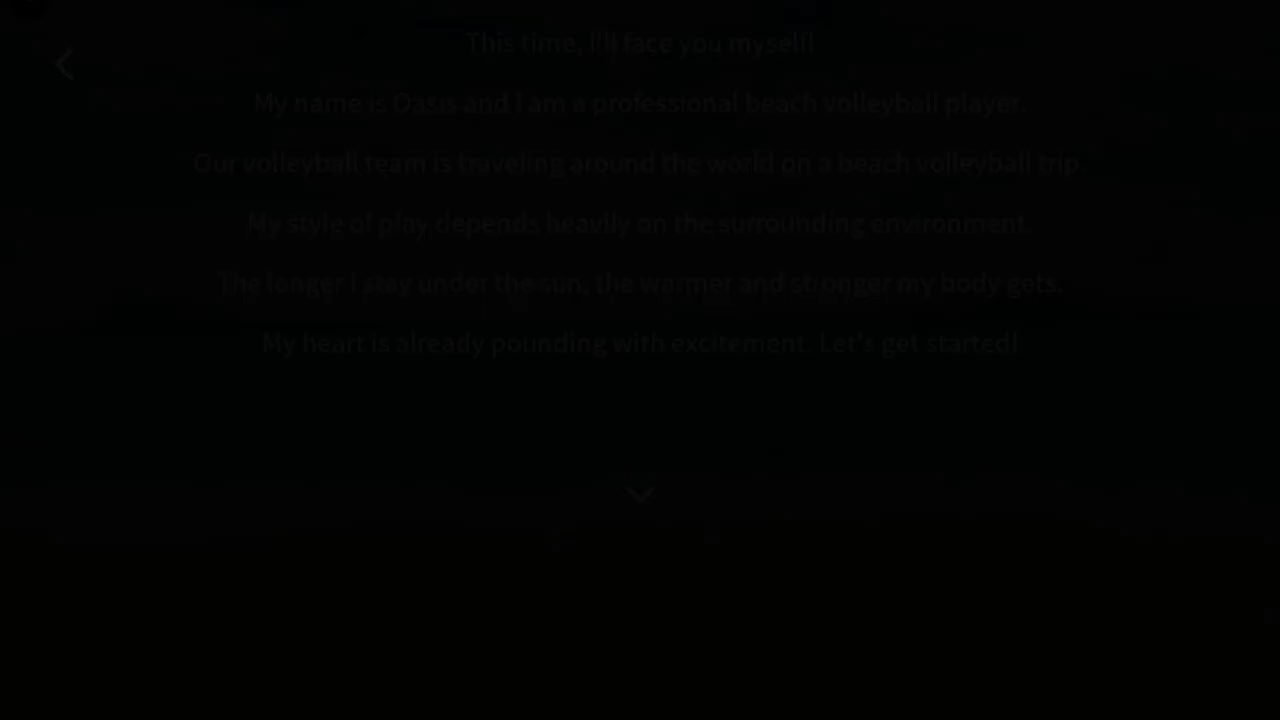 This time, I'll face you myself!
My name is Oasis and I am a professional beach volleyball player.
Our volleyball team is traveling around the world on a beach volleyball trip.
My style of play depends heavily on the surrounding environment.
The longer I stay under the sun, the warmer and stronger my body gets.
My heart is already pounding with excitement. Let's get started!